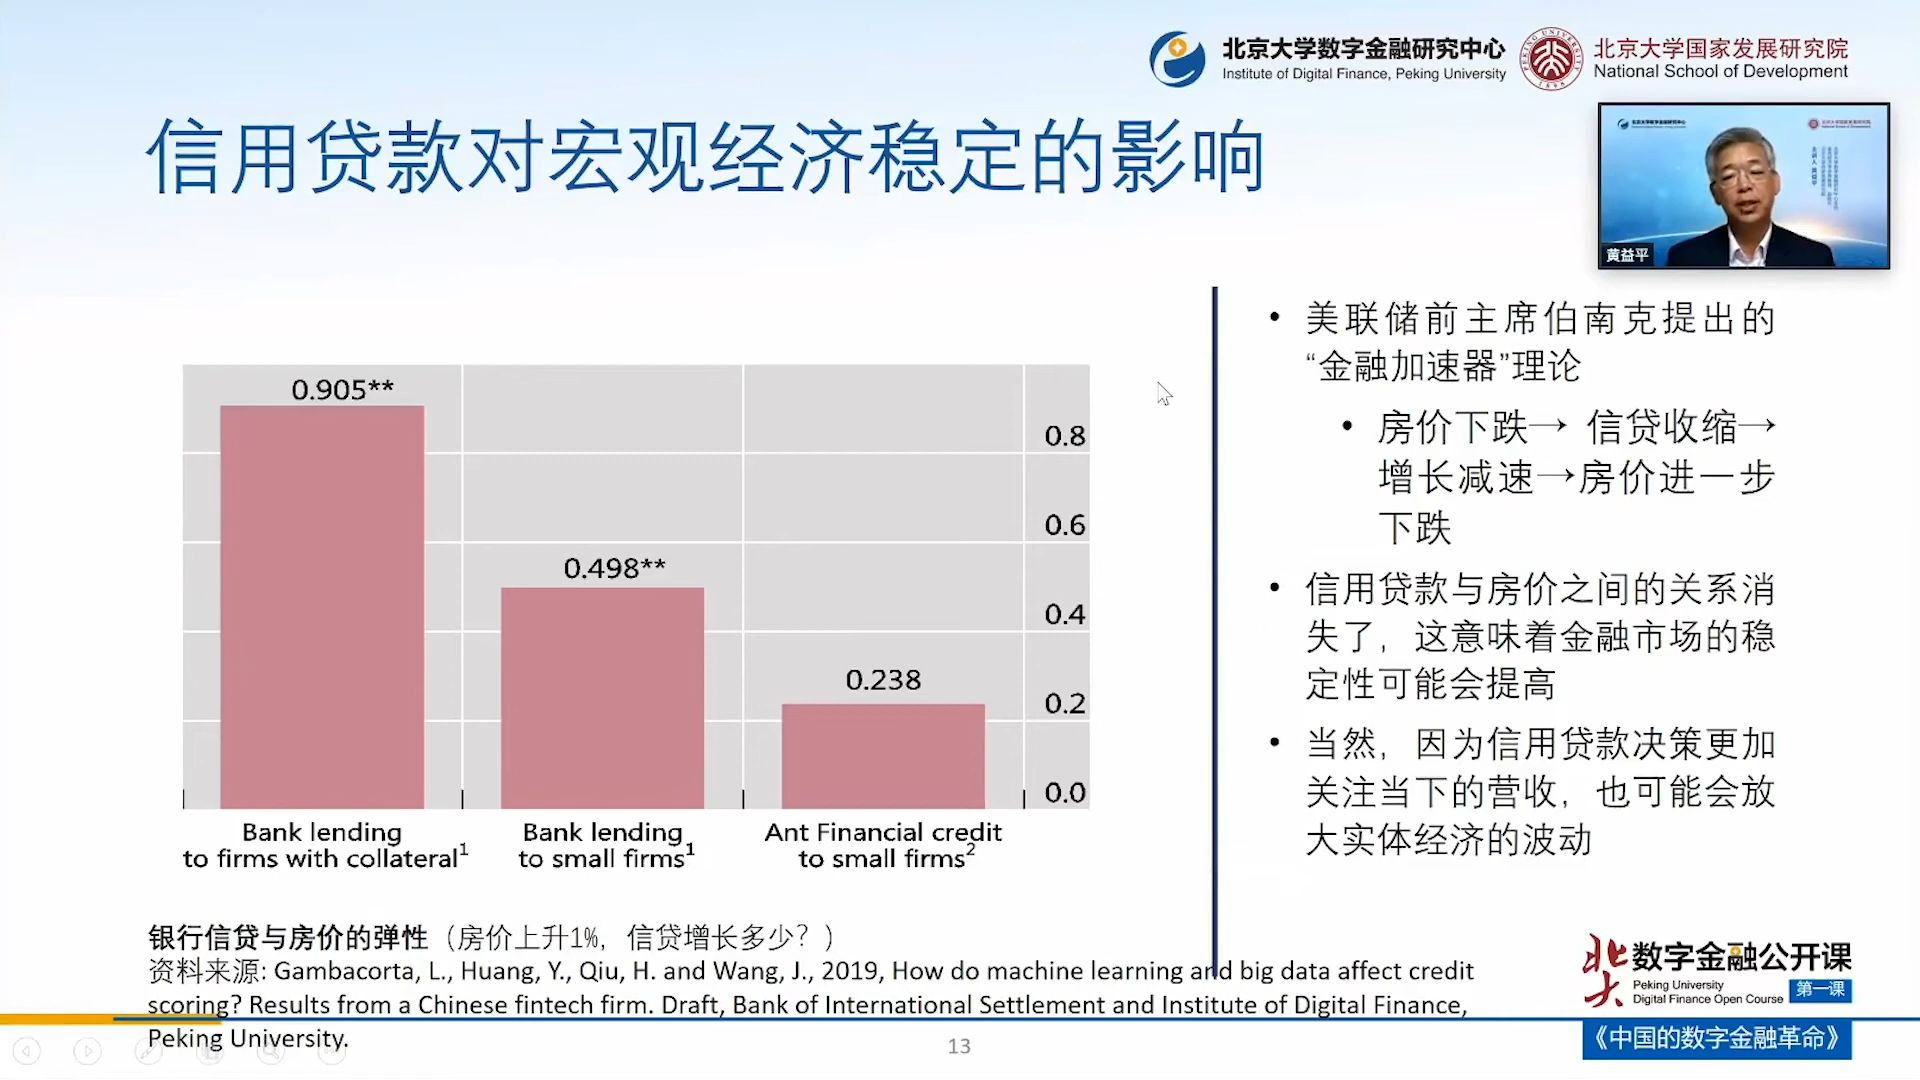 北京大学数字金融研究中心
Institute of Digital Finance, Peking University
北京大学国家发展研究院
National School of Development
信用贷款对宏观经济稳定的影响
黄益平
0.905**
0.498**
0.238
0.8
0.6
0.4
0.2
0.0
Bank lending
to firms with collateral¹
Bank lending
to small firms¹
Ant Financial credit
to small firms²
• 美联储前主席伯南克提出的
“金融加速器”理论
• 房价下跌→ 信贷收缩→
增长减速→房价进一步
下跌
• 信用贷款与房价之间的关系消
失了，这意味着金融市场的稳
定性可能会提高
• 当然，因为信用贷款决策更加
关注当下的营收，也可能会放
大实体经济的波动
银行信贷与房价的弹性（房价上升1%，信贷增长多少？）
资料来源: Gambacorta, L., Huang, Y., Qiu, H. and Wang, J., 2019, How do machine learning and big data affect credit
scoring? Results from a Chinese fintech firm. Draft, Bank of International Settlement and Institute of Digital Finance,
Peking University.
13
北大
数字金融公开课
Peking University
Digital Finance Open Course
第一课
《中国的数字金融革命》